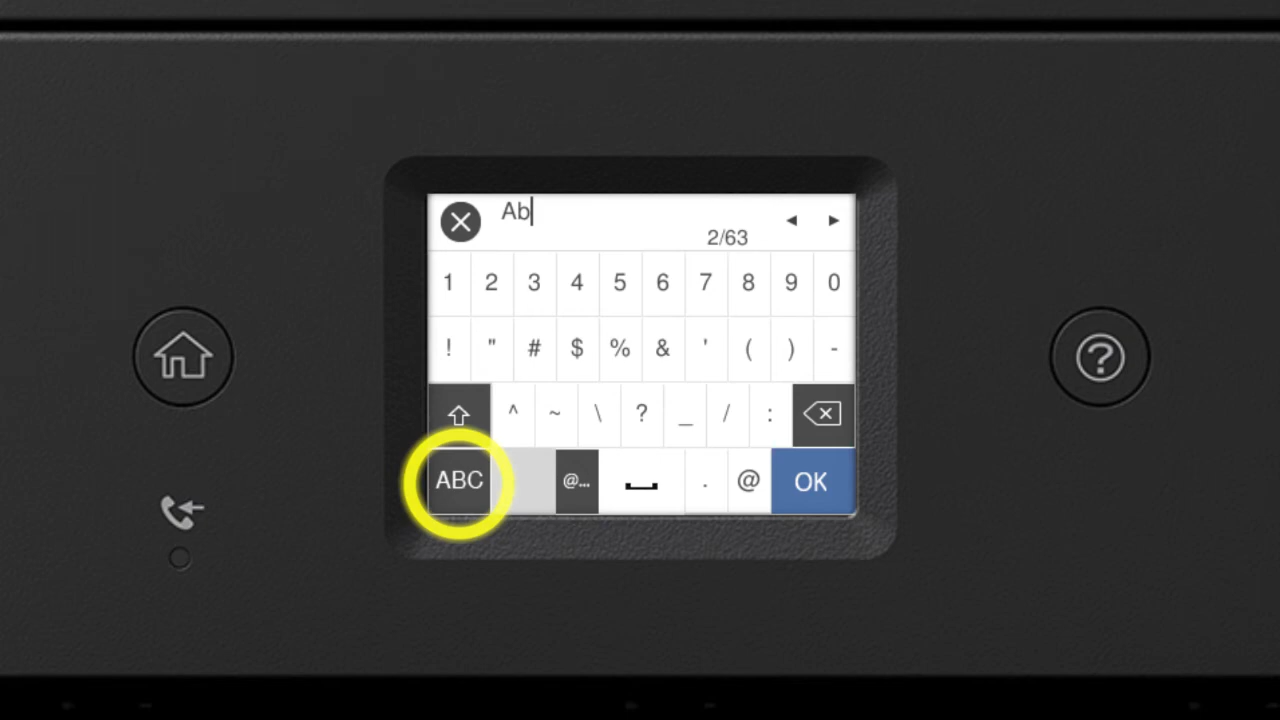 Ab
2/63
1 2 3 4 5 6 7 8 9 0
! " # $ % & ' ( ) -
^ ~ \ ? _ / :
ABC @... . @ OK
?